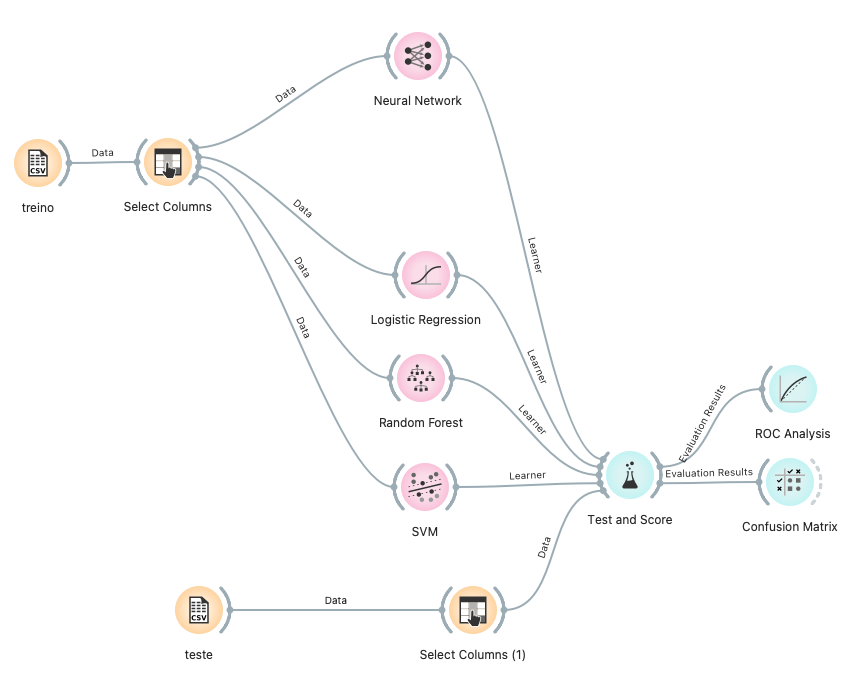 Data
Neural Network
Data
CSV
treino
Select Columns
Data
Learner
Data
Logistic Regression
Data
Learner
Random Forest
Learner
Evaluation Results
ROC Analysis
Data
SVM
Learner
Test and Score
Evaluation Results
Confusion Matrix
Data
CSV
teste
Data
Select Columns (1)